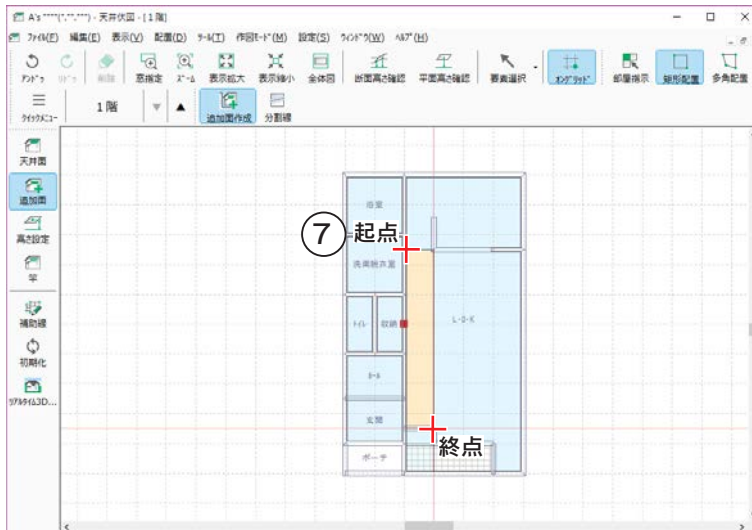 A's ****(*.**.***) - 天井伏図 - [1 階]
ファイル(F) 編集(E) 表示(V) 配置(D) ツール(T) 作図モード(M) 設定(S) ウィンドウ(W) ヘルプ(H)
アンドゥ リドゥ 削除 窓指定 ズーム 表示拡大 表示縮小 全体図 断面高さ確認 平面高さ確認 要素選択 オングリッド 部屋指示 矩形配置 多角配置
クイックメニュー 1 階 追加面作成 分割線
天井面
追加面
高さ設定
竿
補助線
初期化
リアルタイム3D...
浴室
⑦ 起点
洗面脱衣室
トイレ 収納 L・D・K
ホール
玄関
終点
ポーチ